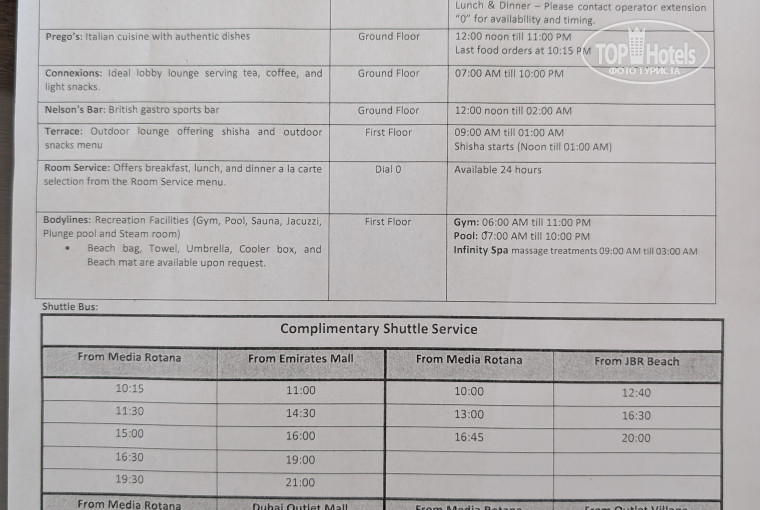 Lunch & Dinner – Please contact operator extension
"0" for availability and timing.
Prego's: Italian cuisine with authentic dishes
Ground Floor
12:00 noon till 11:00 PM
Last food orders at 10:15 PM
TOP Hotels
ФОТО ТУРИСТА
Connexions: Ideal lobby lounge serving tea, coffee, and
light snacks.
Ground Floor
07:00 AM till 10:00 PM
Nelson's Bar: British gastro sports bar
Ground Floor
12:00 noon till 02:00 AM
Terrace: Outdoor lounge offering shisha and outdoor
snacks menu
First Floor
09:00 AM till 01:00 AM
Shisha starts (Noon till 01:00 AM)
Room Service: Offers breakfast, lunch, and dinner a la carte
selection from the Room Service menu.
Dial 0
Available 24 hours
Bodylines: Recreation Facilities (Gym, Pool, Sauna, Jacuzzi,
Plunge pool and Steam room)
• Beach bag, Towel, Umbrella, Cooler box, and
Beach mat are available upon request.
First Floor
Gym: 06:00 AM till 11:00 PM
Pool: 07:00 AM till 10:00 PM
Infinity Spa massage treatments 09:00 AM till 03:00 AM
Shuttle Bus:
Complimentary Shuttle Service
From Media Rotana From Emirates Mall From Media Rotana From JBR Beach
10:15 11:00 10:00 12:40
11:30 14:30 13:00 16:30
15:00 16:00 16:45 20:00
16:30 19:00
19:30 21:00
From Media Rotana Dubai Outlet Mall From Media Rotana From Outlet Village